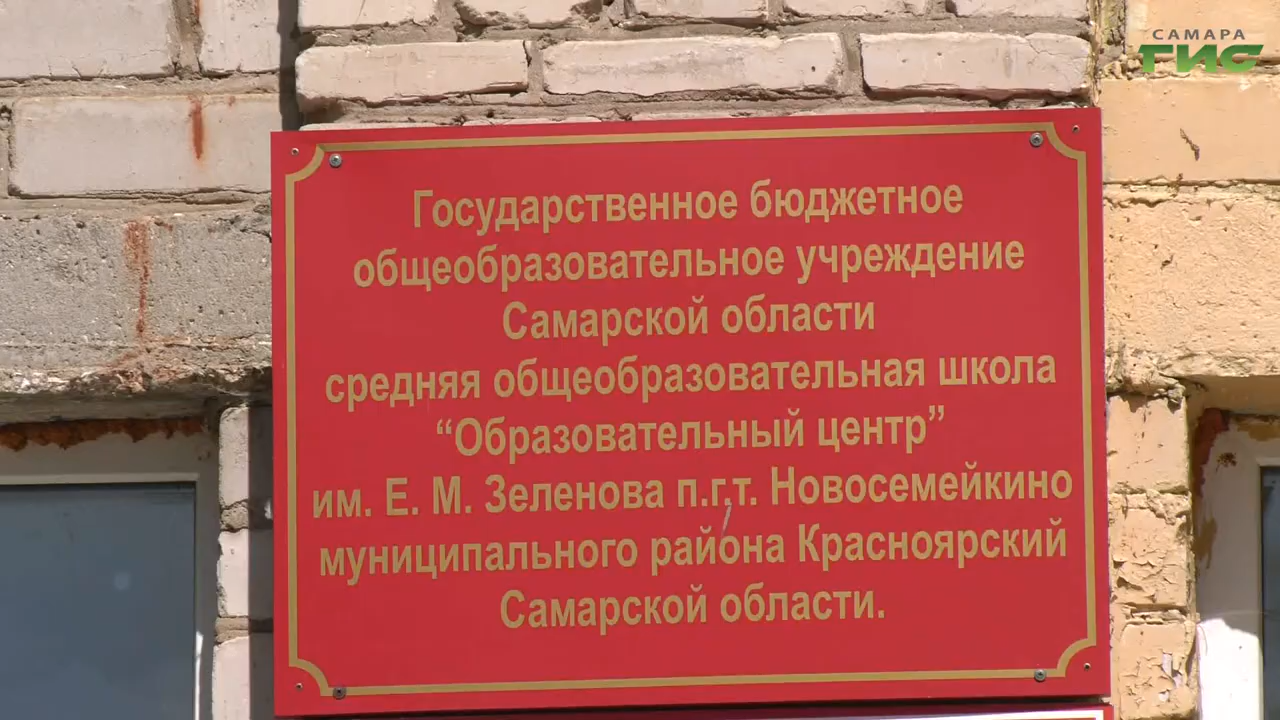 САМАРА
ГИС
Государственное бюджетное
общеобразовательное учреждение
Самарской области
средняя общеобразовательная школа
“Образовательный центр”
им. Е. М. Зеленова п.г.т. Новосемейкино
муниципального района Красноярский
Самарской области.